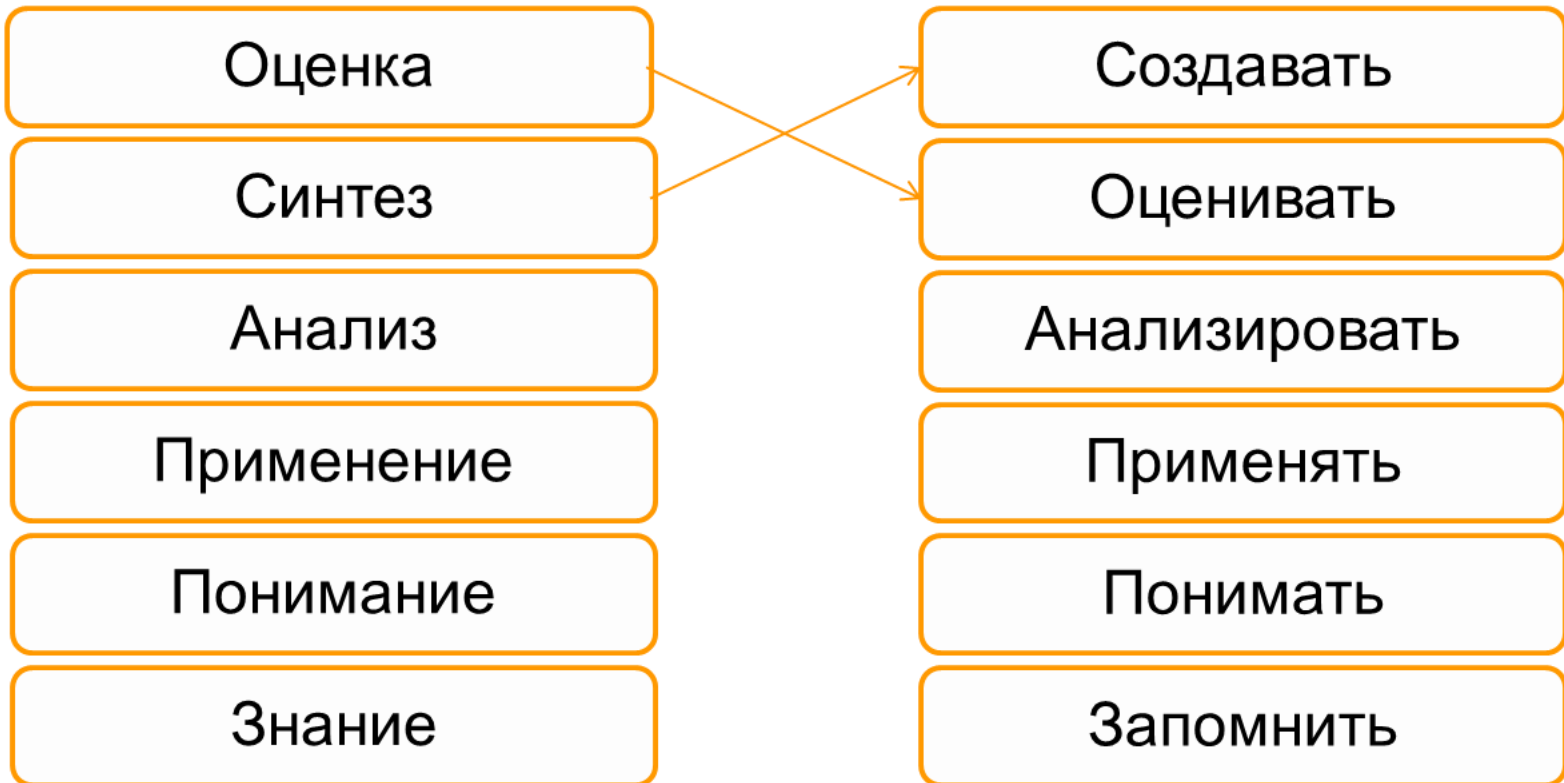 Оценка
Создавать
Синтез
Оценивать
Анализ
Анализировать
Применение
Применять
Понимание
Понимать
Знание
Запомнить